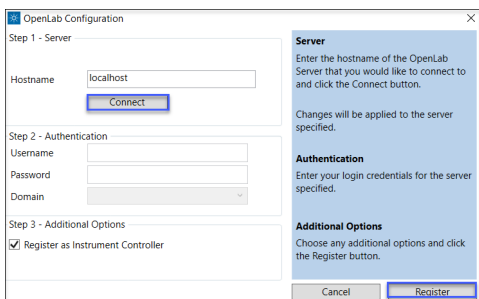 OpenLab Configuration
Step 1 - Server
Hostname
localhost
Connect
Step 2 - Authentication
Username
Password
Domain
Step 3 - Additional Options
Register as Instrument Controller
Server
Enter the hostname of the OpenLab
Server that you would like to connect to
and click the Connect button.
Changes will be applied to the server
specified.
Authentication
Enter your login credentials for the server
specified.
Additional Options
Choose any additional options and click
the Register button.
Cancel
Register